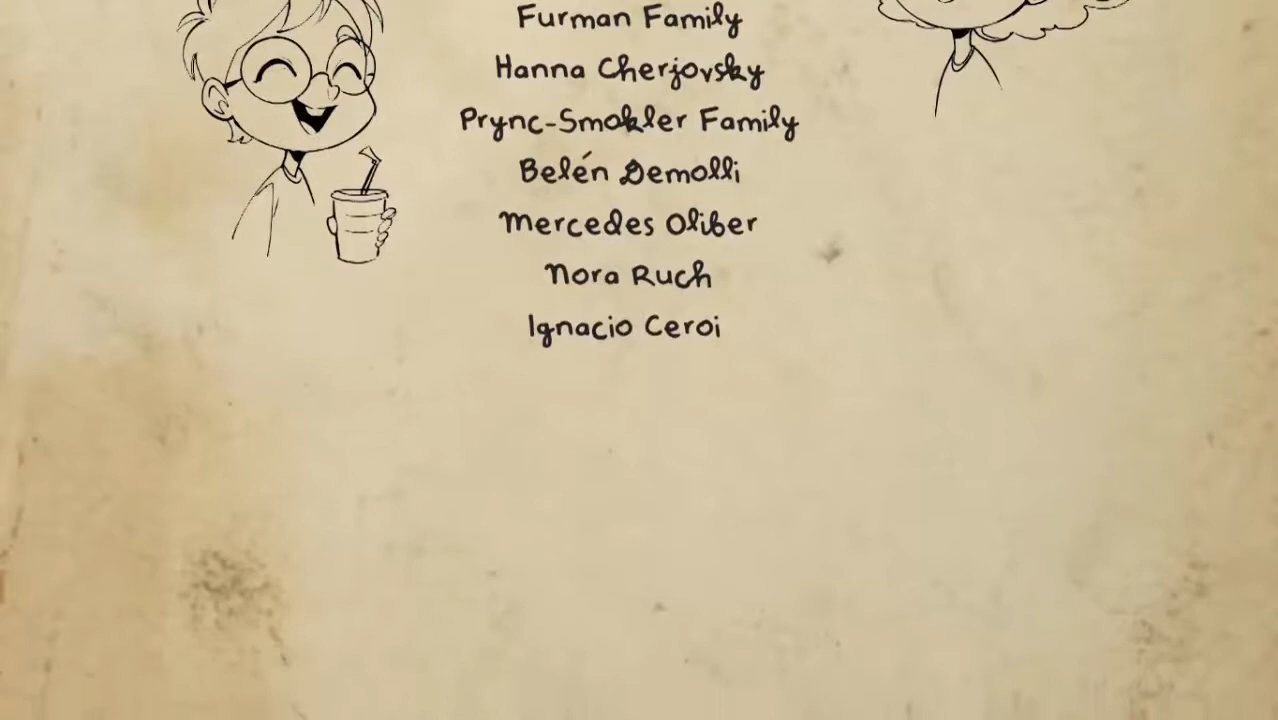 Furman Family
Hanna Cherjovsky
Prync-Smokler Family
Belén Demolli
Mercedes Oliber
Nora Ruch
Ignacio Ceroi